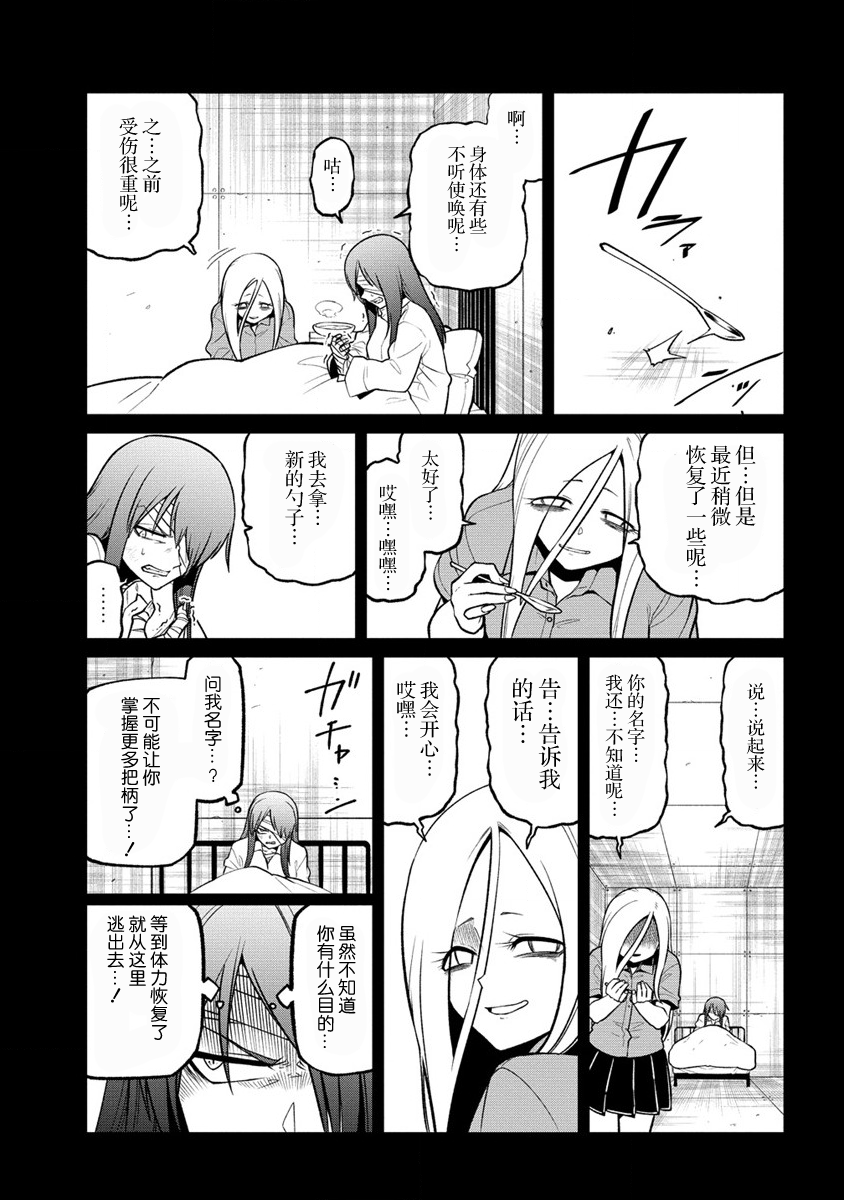 カッ
啊…
身体还有些
不听使唤呢…
咕…
之…之前
受伤很重呢…
但…但是
最近稍微
恢复了一些呢…
太好了…
哎嘿…嘿嘿…
我去拿…
新的勺子…
……
说…说起来…
你的名字…
我还…不知道呢…
告…告诉我
的话…
我会开心…
哎嘿…
ガチャ…
问我名字…？
不可能让你
掌握更多把柄了…！
虽然不知道
你有什么目的…
等到体力恢复了
就从这里
逃出去…！